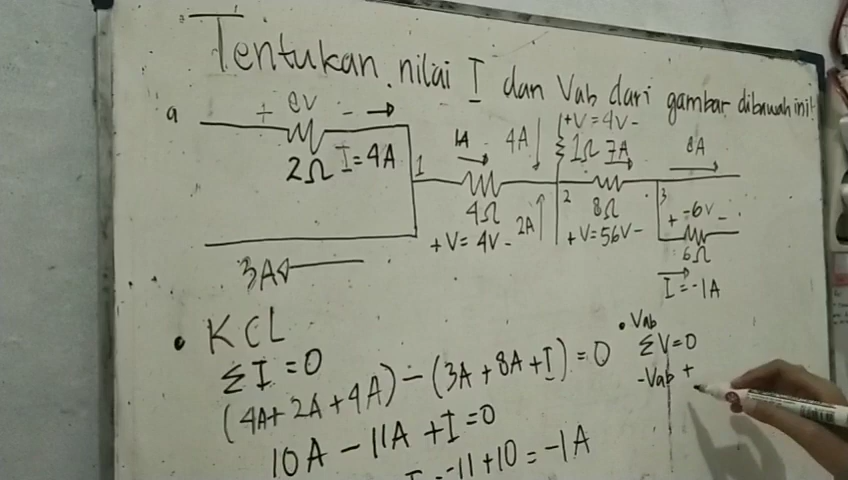 Tentukan nilai I dan Vab dari gambar dibawah ini!
a
+ 8V -
2Ω I = 4A
1
1A
4Ω
+ V = 4V -
4A
2A
+ V = 4V -
1Ω 7A
2
8Ω
+ V = 56V -
8A
3
+ -6V -
6Ω
I = -1A
3A
• KCL
ΣI = 0
(4A + 2A + 4A) - (3A + 8A + I) = 0
10A - 11A + I = 0
I = -11 + 10 = -1A
• Vab
ΣV = 0
-Vab +